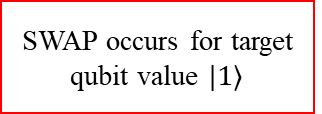 SWAP occurs for target
qubit value |1⟩